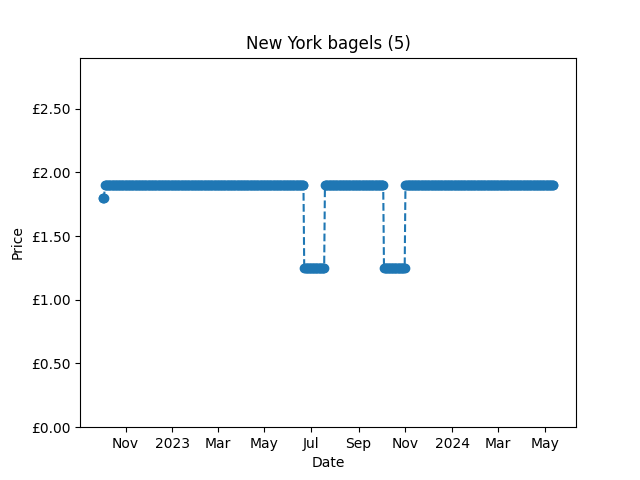 New York bagels (5)
£2.50
£2.00
£1.50
£1.00
£0.50
£0.00
Price
Nov 2023 Mar May Jul Sep Nov 2024 Mar May
Date